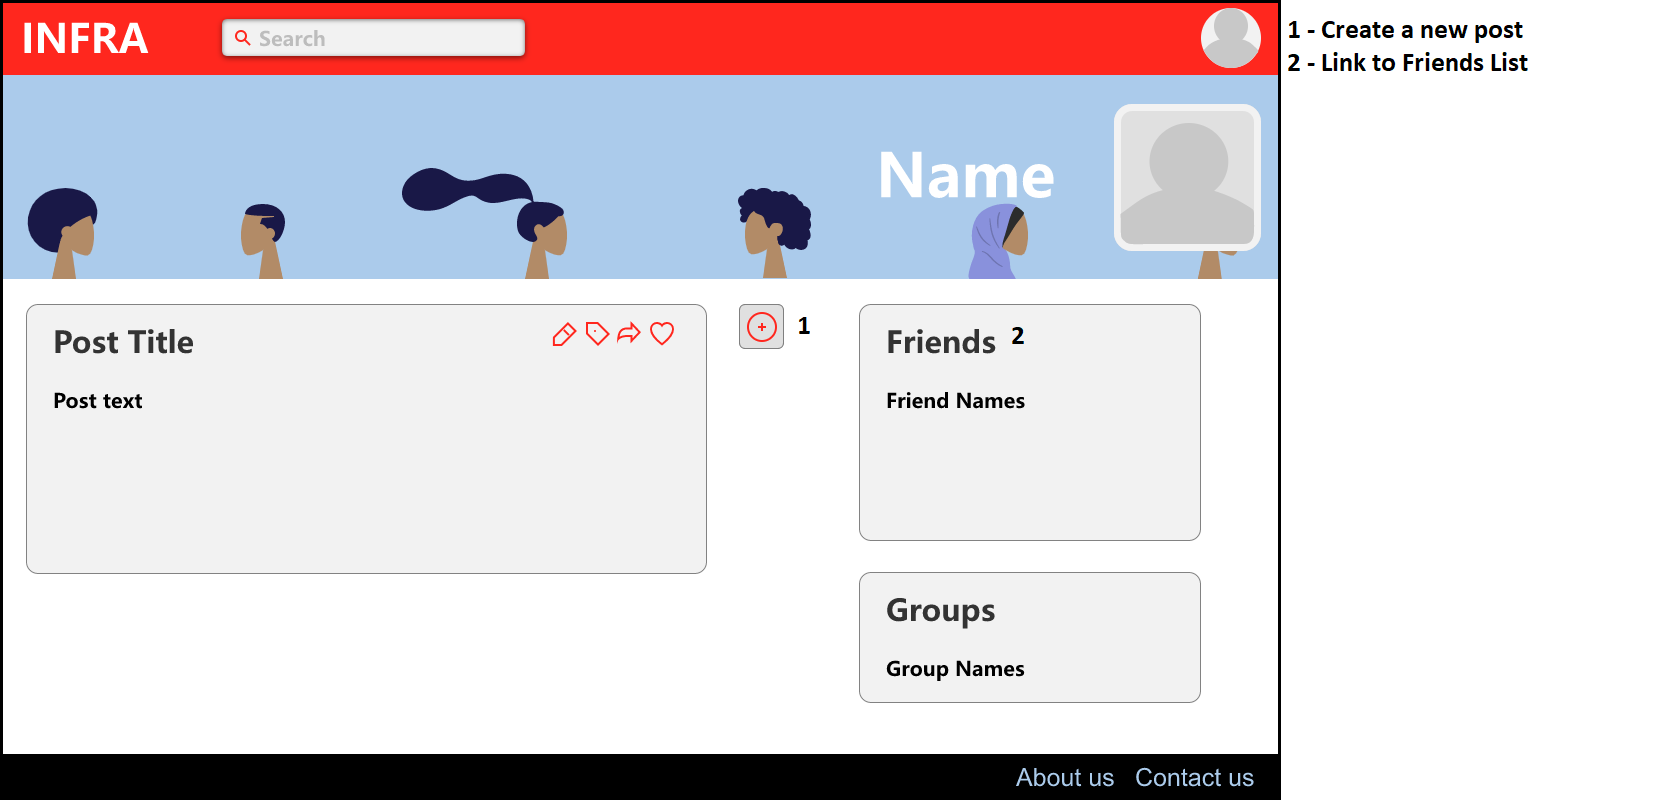 INFRA
Search
1 - Create a new post
2 - Link to Friends List
Name
Post Title
1
Friends 2
Post text
Friend Names
Groups
Group Names
About us Contact us